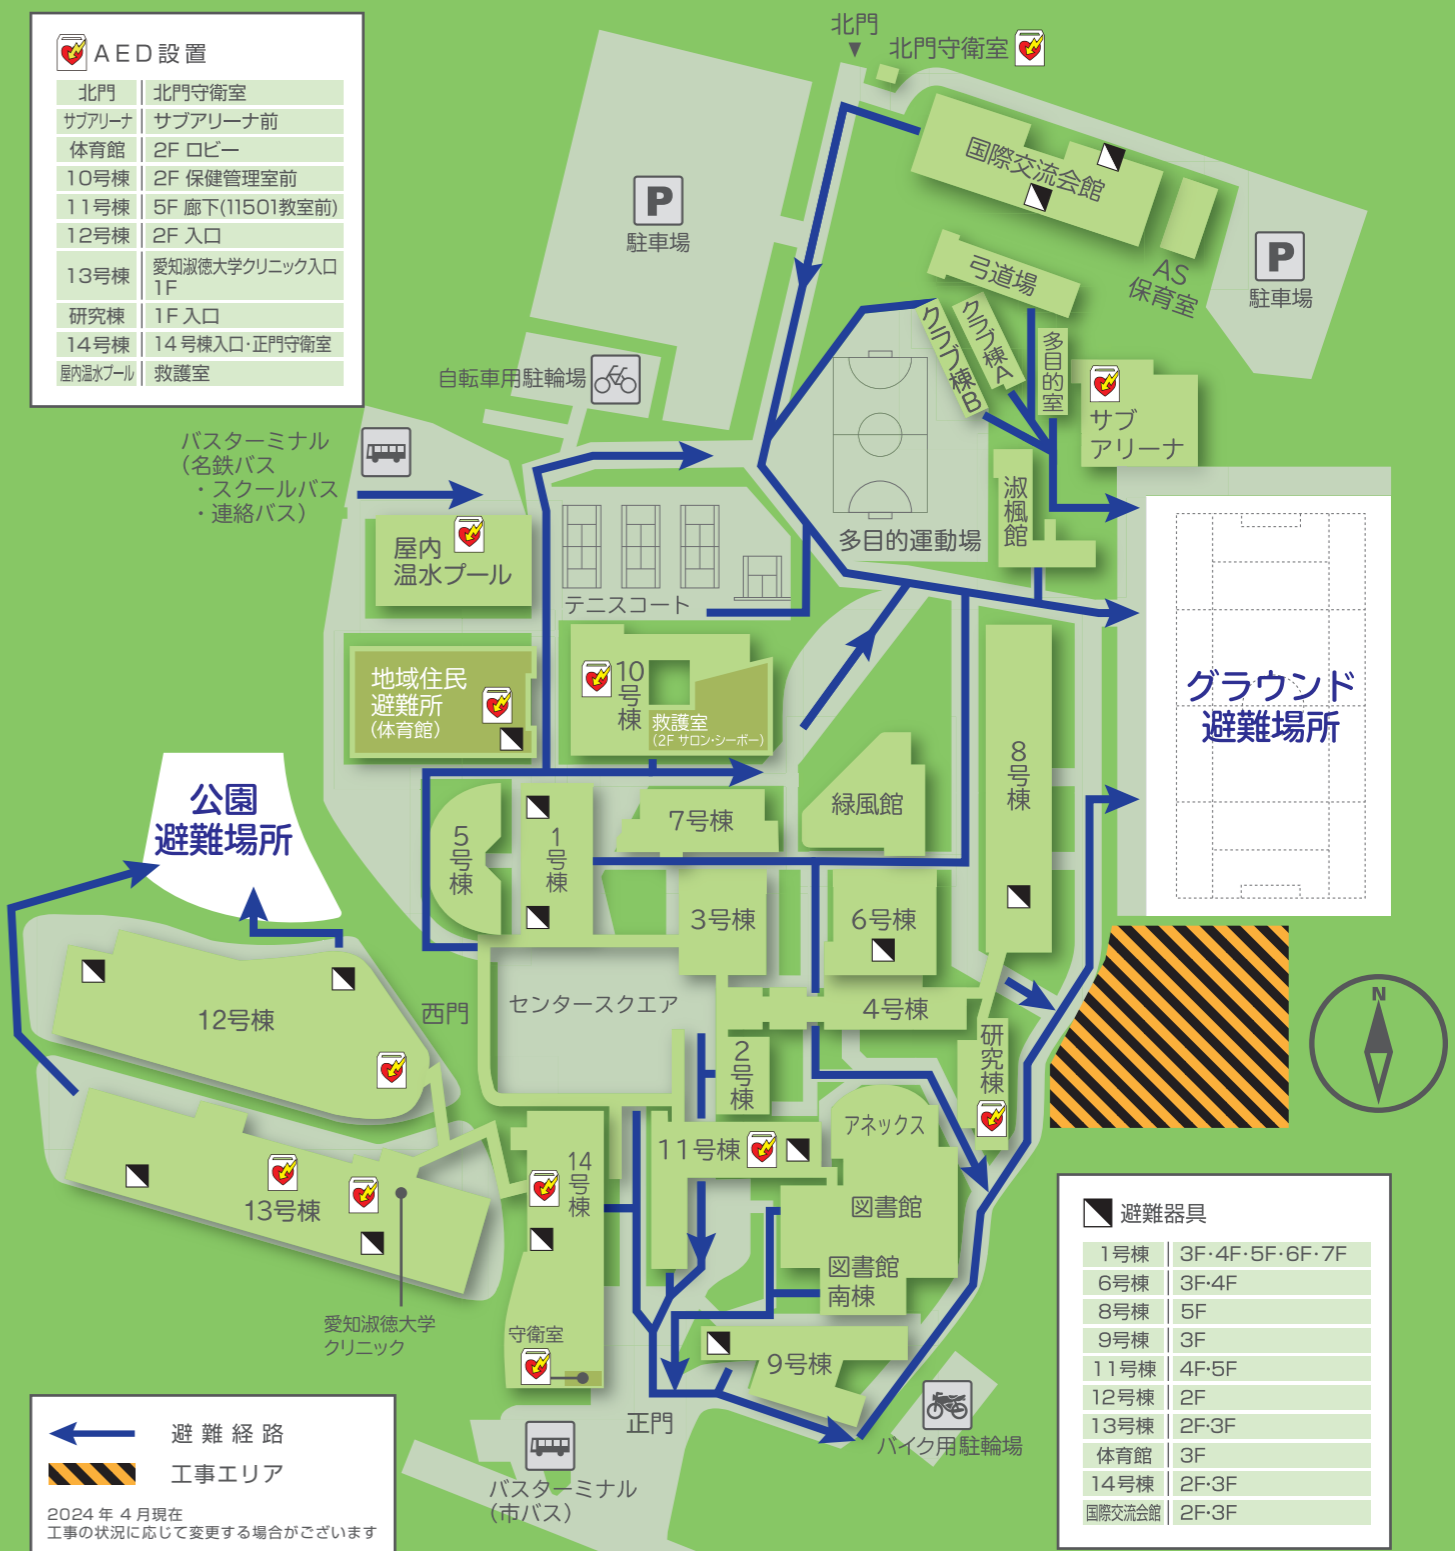 AED設置
北門 北門守衛室
サブアリーナ サブアリーナ前
体育館 2F ロビー
10号棟 2F 保健管理室前
11号棟 5F 廊下(11501教室前)
12号棟 2F 入口
13号棟 愛知淑徳大学クリニック入口
1F
研究棟 1F 入口
14号棟 14号棟入口・正門守衛室
屋内温水プール 救護室
北門
北門守衛室
国際交流会館
P
駐車場
AS
保育室
P
駐車場
弓道場
クラブ棟A
クラブ棟B
多目的室
サブ
アリーナ
自転車用駐輪場
バスターミナル
(名鉄バス
・スクールバス
・連絡バス)
屋内
温水プール
テニスコート
多目的運動場
淑楓館
地域住民
避難所
(体育館)
10号棟
救護室
(2F サロン・シーボー)
グラウンド
避難場所
8号棟
公園
避難場所
5号棟
1号棟
7号棟
緑風館
3号棟
6号棟
12号棟
西門
センタースクエア
4号棟
研究棟
2号棟
N
アネックス
11号棟
14号棟
13号棟
図書館
図書館
南棟
愛知淑徳大学
クリニック
守衛室
9号棟
正門
バイク用駐輪場
バスターミナル
(市バス)
避難経路
工事エリア
2024年 4月現在
工事の状況に応じて変更する場合がございます
避難器具
1号棟 3F・4F・5F・6F・7F
6号棟 3F・4F
8号棟 5F
9号棟 3F
11号棟 4F・5F
12号棟 2F
13号棟 2F・3F
体育館 3F
14号棟 2F・3F
国際交流会館 2F・3F